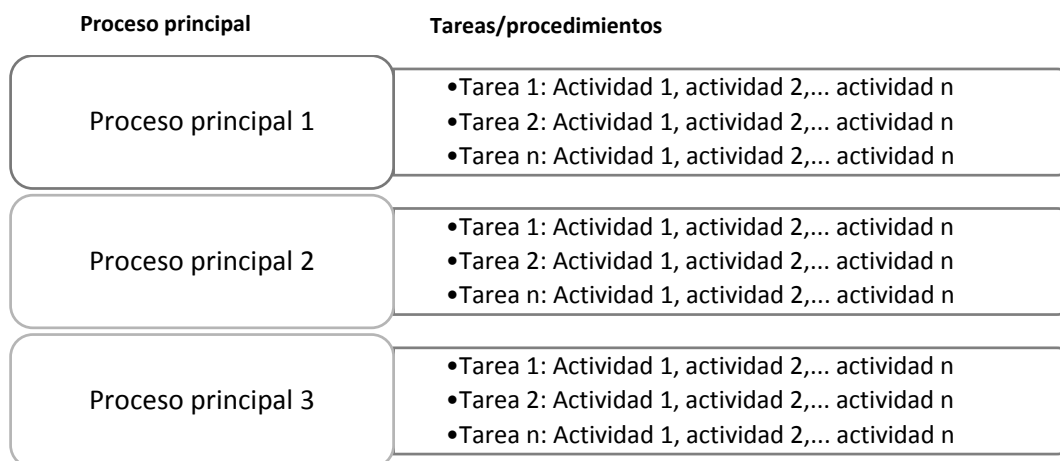 Proceso principal
Tareas/procedimientos
Proceso principal 1
•Tarea 1: Actividad 1, actividad 2,... actividad n
•Tarea 2: Actividad 1, actividad 2,... actividad n
•Tarea n: Actividad 1, actividad 2,... actividad n
Proceso principal 2
•Tarea 1: Actividad 1, actividad 2,... actividad n
•Tarea 2: Actividad 1, actividad 2,... actividad n
•Tarea n: Actividad 1, actividad 2,... actividad n
Proceso principal 3
•Tarea 1: Actividad 1, actividad 2,... actividad n
•Tarea 2: Actividad 1, actividad 2,... actividad n
•Tarea n: Actividad 1, actividad 2,... actividad n